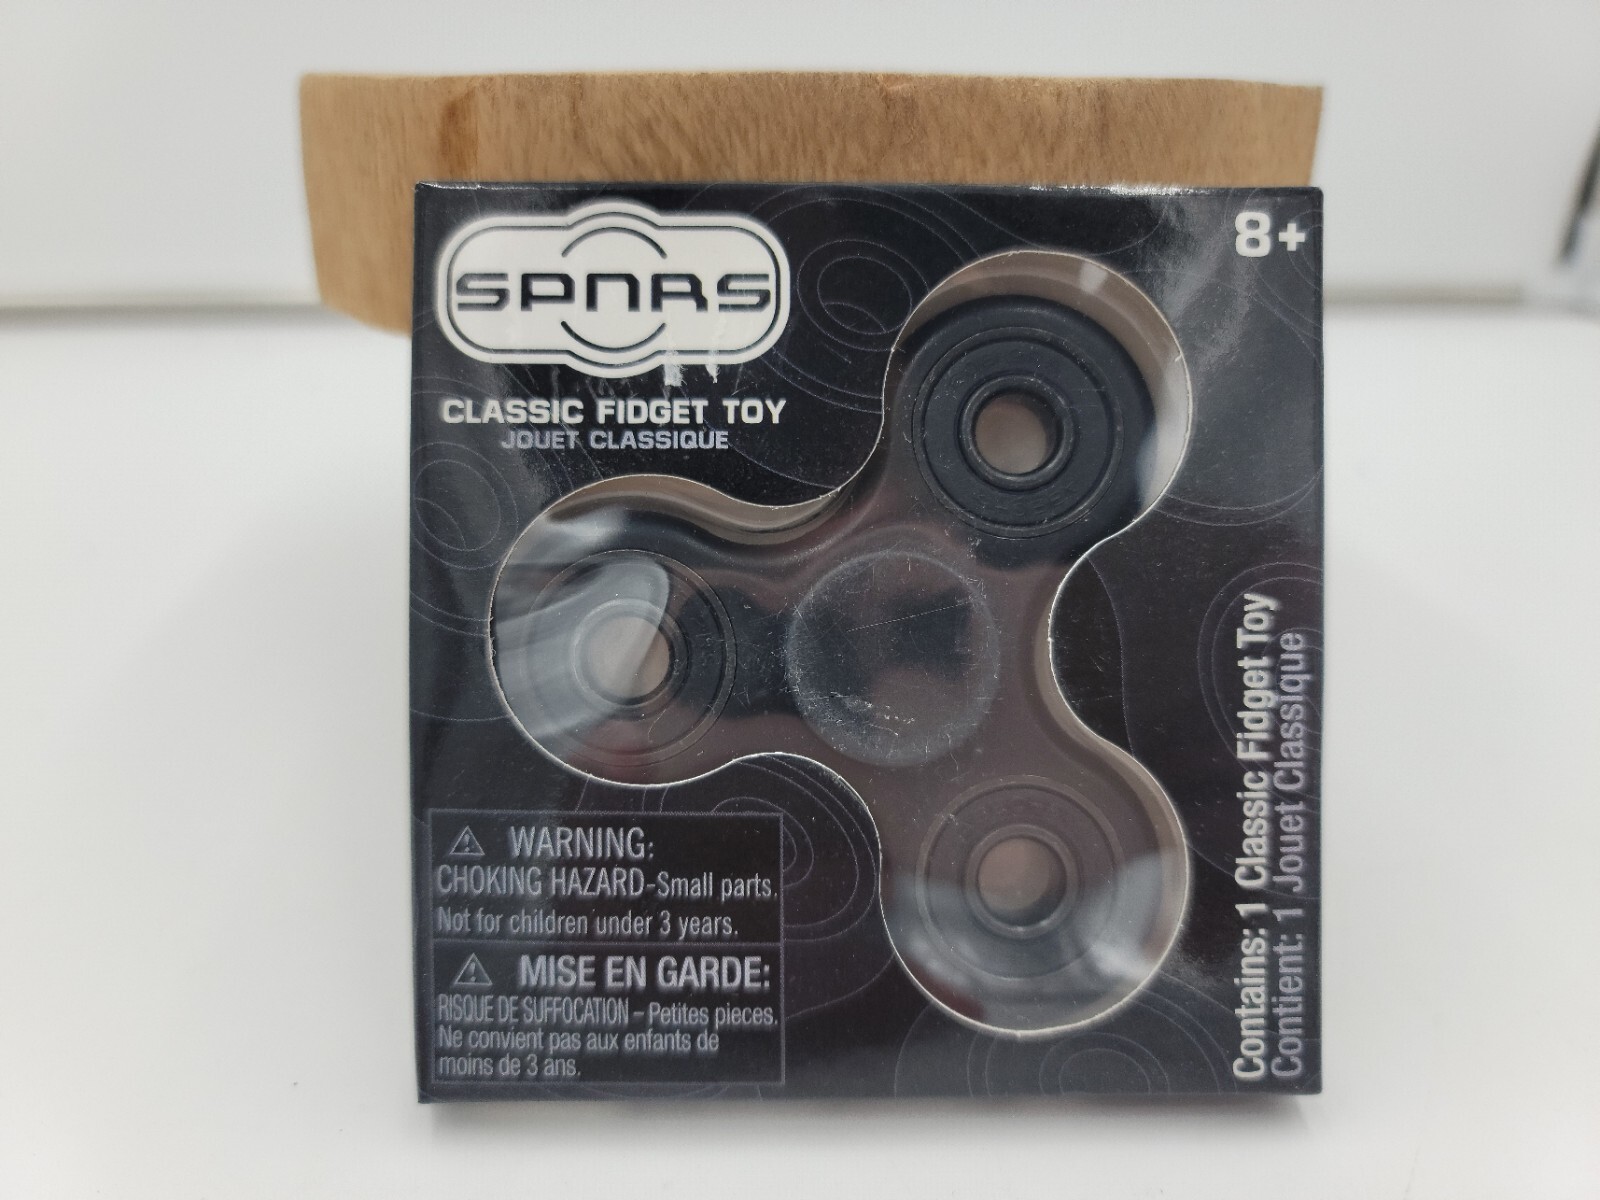 SPNRS
CLASSIC FIDGET TOY
JOUET CLASSIQUE
8+
WARNING:
CHOKING HAZARD-Small parts.
Not for children under 3 years.
MISE EN GARDE:
RISQUE DE SUFFOCATION – Petites pieces.
Ne convient pas aux enfants de
moins de 3 ans.
Contains: 1 Classic Fidget Toy
Contient: 1 Jouet Classique